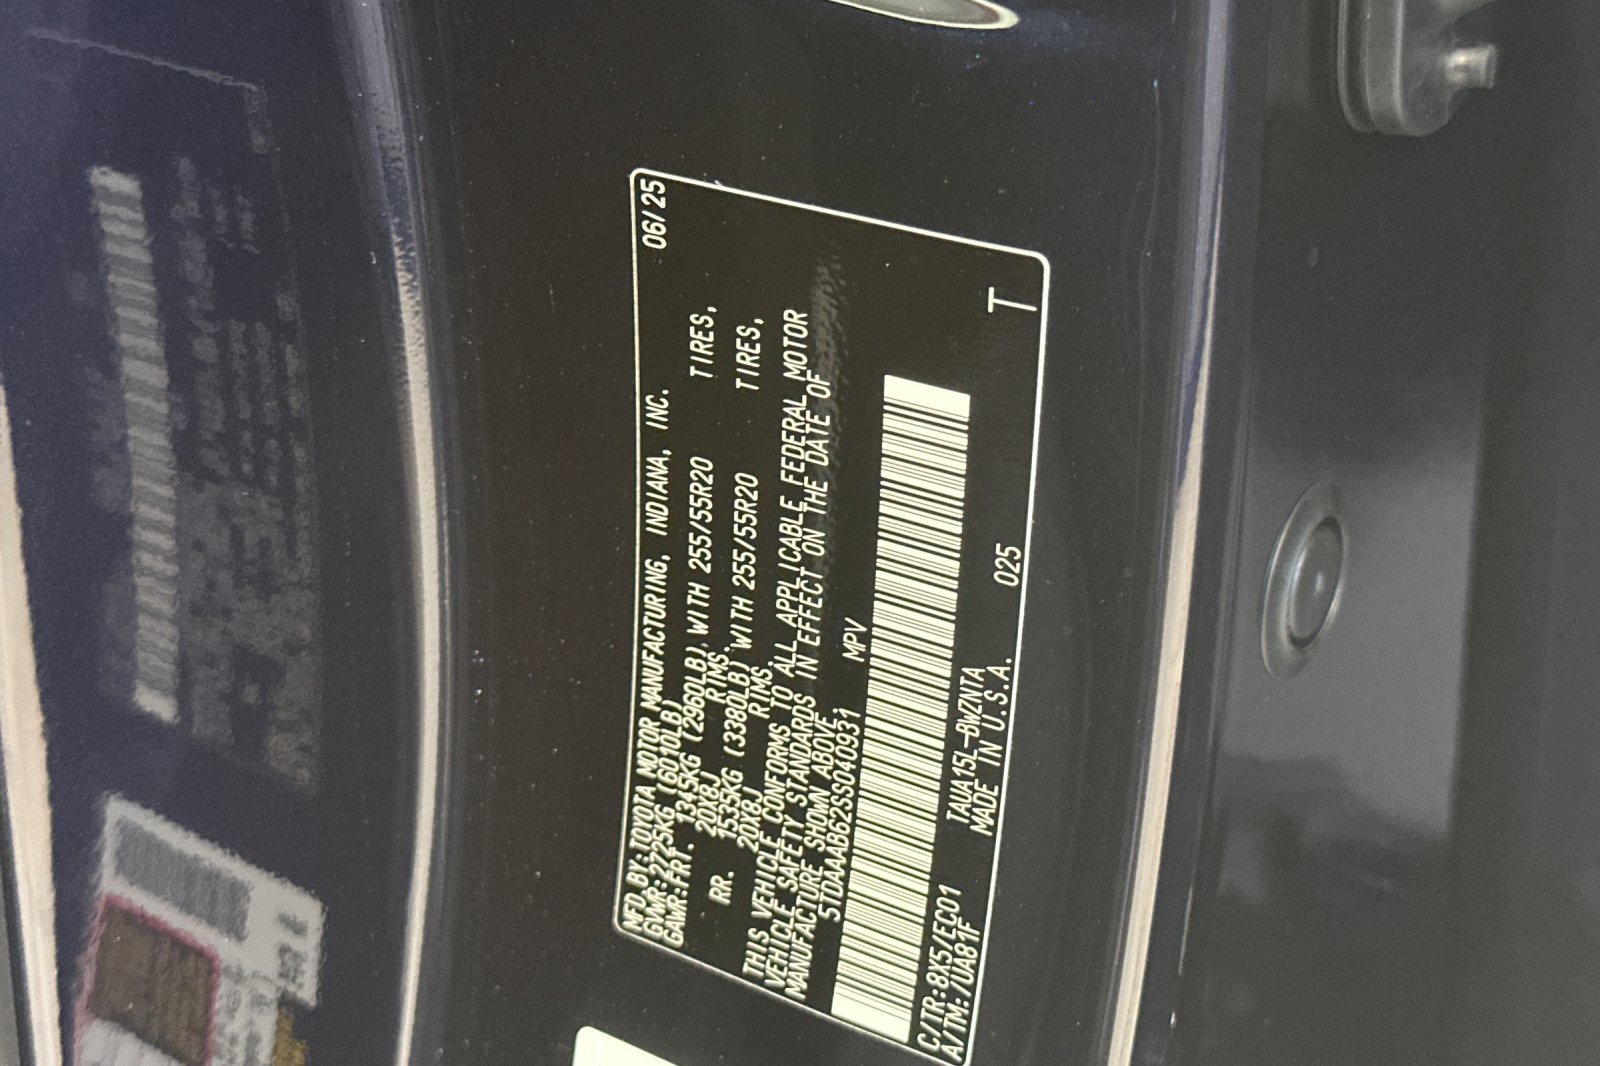 MFD.BY:TOYOTA MOTOR MANUFACTURING, INDIANA, INC. 06/25
GVWR:2725KG (6010LB)
GAWR:FRT. 1345KG (2960LB) WITH 255/55R20 TIRES,
20X8J RIMS.
RR. 1535KG (3380LB) WITH 255/55R20 TIRES,
20X8J RIMS.
THIS VEHICLE CONFORMS TO ALL APPLICABLE FEDERAL MOTOR
VEHICLE SAFETY STANDARDS IN EFFECT ON THE DATE OF
MANUFACTURE SHOWN ABOVE.
5TDAAAB62SS040931 MPV
C/TR:8X5/EC01 TAUA15L-BWZNTA 025 T
A/TM:/UA81F MADE IN U.S.A.